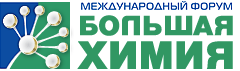 МЕЖДУНАРОДНЫЙ ФОРУМ
БОЛЬШАЯ
ХИМИЯ